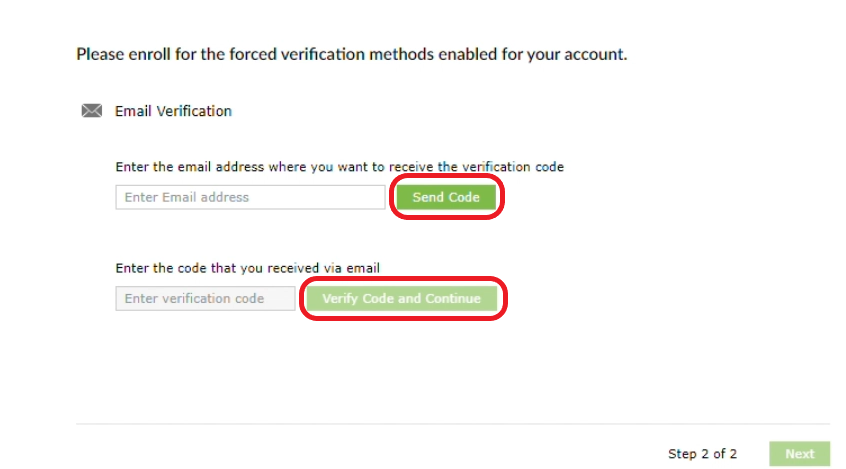 Please enroll for the forced verification methods enabled for your account.
Email Verification
Enter the email address where you want to receive the verification code
Enter Email address
Send Code
Enter the code that you received via email
Enter verification code
Verify Code and Continue
Step 2 of 2
Next